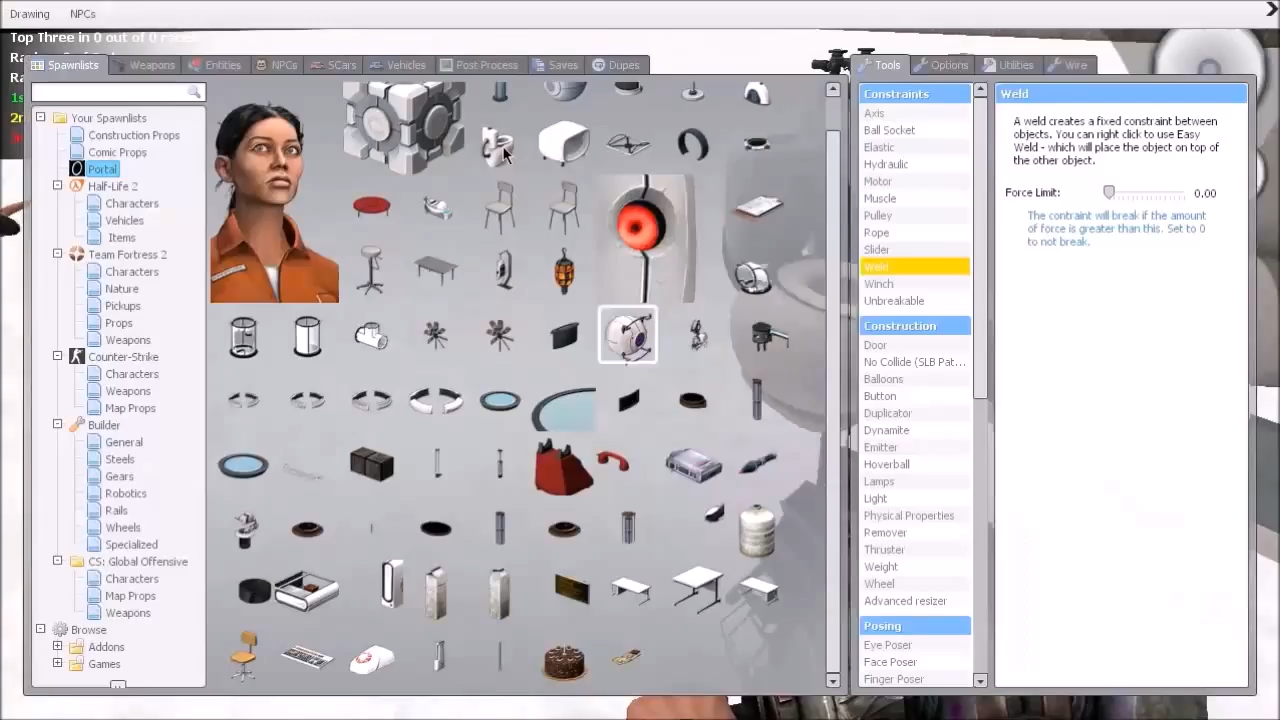 Drawing NPCs
Top Three in 0 out of 0 races
Spawnlists Weapons Entities NPCs SCars Vehicles Post Process Saves Dupes
Tools Options Utilities Wire
Your Spawnlists
Construction Props
Comic Props
Portal
Half-Life 2
Characters
Vehicles
Items
Team Fortress 2
Characters
Nature
Pickups
Props
Weapons
Counter-Strike
Characters
Weapons
Map Props
Builder
General
Steels
Gears
Robotics
Rails
Wheels
Specialized
CS: Global Offensive
Characters
Map Props
Weapons
Browse
Addons
Games
Constraints
Axis
Ball Socket
Elastic
Hydraulic
Motor
Muscle
Pulley
Rope
Slider
Weld
Winch
Unbreakable
Construction
Door
No Collide (SLB Pat...
Balloons
Button
Duplicator
Dynamite
Emitter
Hoverball
Lamps
Light
Physical Properties
Remover
Thruster
Weight
Wheel
Advanced resizer
Posing
Eye Poser
Face Poser
Finger Poser
Weld
A weld creates a fixed constraint between
objects. You can right click to use Easy
Weld - which will place the object on top of
the other object.
Force Limit: 0.00
The contraint will break if the amount
of force is greater than this. Set to 0
to not break.